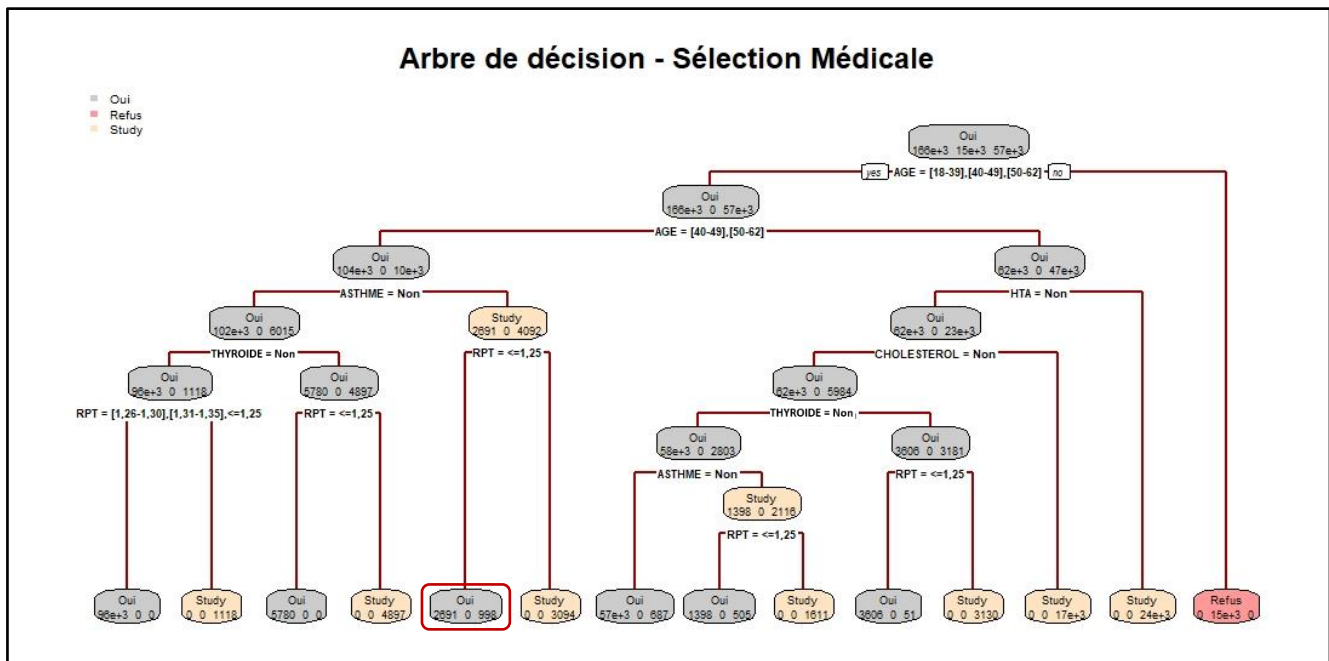 Arbre de décision - Sélection Médicale
Oui
Refus
Study
Oui
166e+3 15e+3 57e+3
yes AGE = [18-39],[40-49],[50-62] no
Oui
166e+3 0 57e+3
AGE = [40-49],[50-62]
Oui
104e+3 0 10e+3
Oui
62e+3 0 47e+3
ASTHME = Non
HTA = Non
Oui
102e+3 0 6015
Study
2691 0 4092
Oui
62e+3 0 23e+3
THYROIDE = Non
RPT = <=1,25
CHOLESTEROL = Non
Oui
96e+3 0 1118
Oui
5780 0 4897
Oui
62e+3 0 5984
RPT = [1,26-1,30],[1,31-1,35],<=1,25
RPT = <=1,25
THYROIDE = Non
Oui
58e+3 0 2803
Oui
3606 0 3181
ASTHME = Non
RPT = <=1,25
Study
1398 0 2116
RPT = <=1,25
Oui
96e+3 0 0
Study
0 0 1118
Oui
5780 0 0
Study
0 0 4897
Oui
2691 0 998
Study
0 0 3094
Oui
57e+3 0 687
Oui
1398 0 505
Study
0 0 1611
Oui
3606 0 51
Study
0 0 3130
Study
0 0 17e+3
Study
0 0 24e+3
Refus
0 15e+3 0